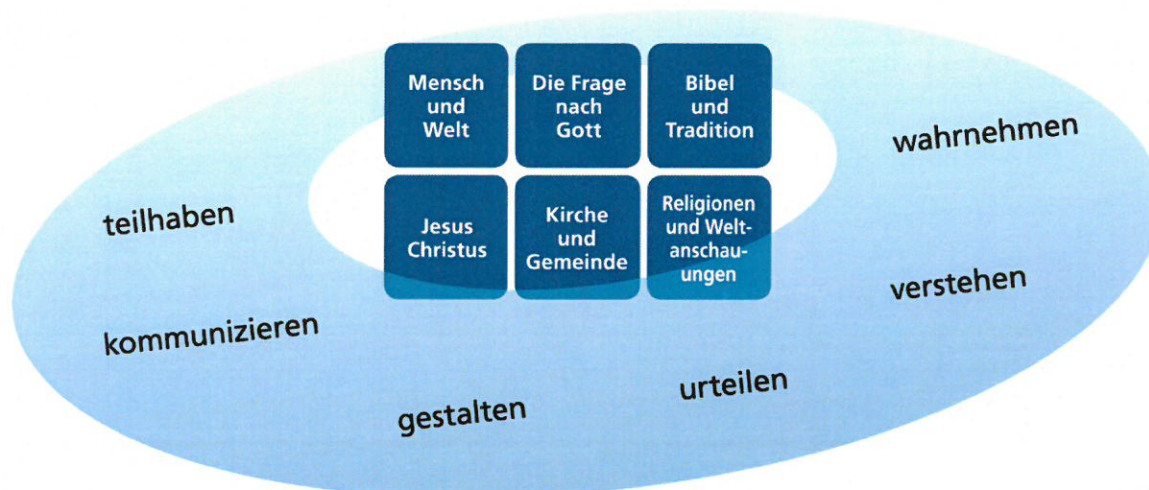 Mensch
und
Welt
Die Frage
nach
Gott
Bibel
und
Tradition
Jesus
Christus
Kirche
und
Gemeinde
Religionen
und Welt-
anschau-
ungen
wahrnehmen
verstehen
urteilen
gestalten
kommunizieren
teilhaben